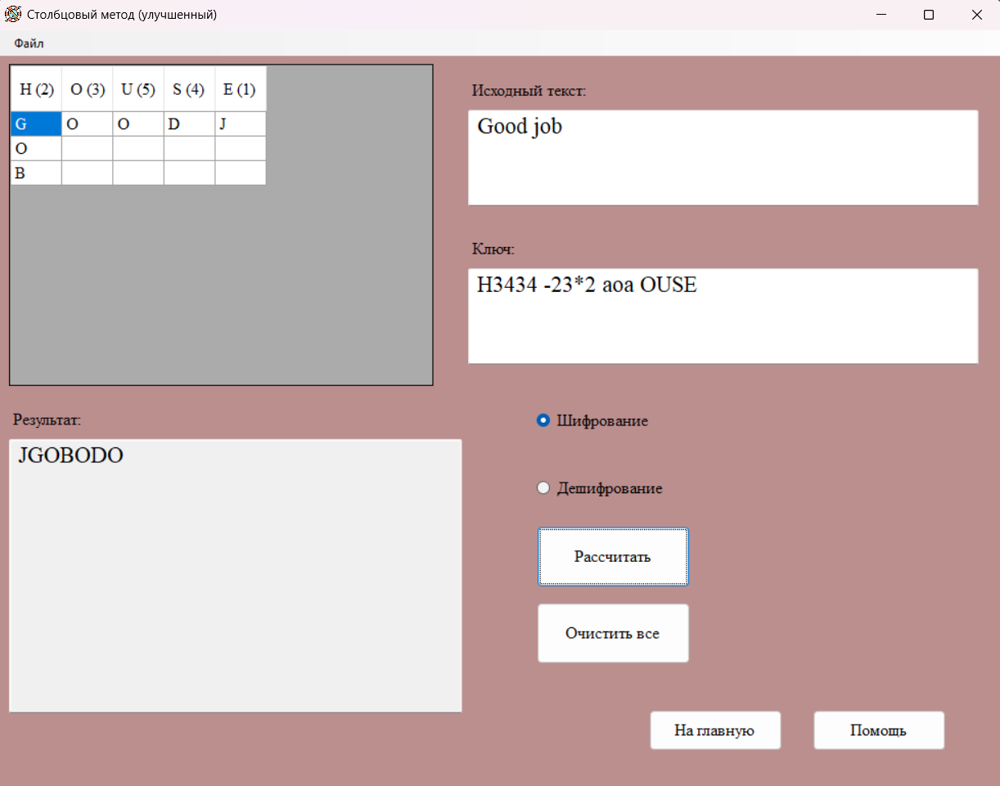 Столбцовый метод (улучшенный)
Файл
H (2) O (3) U (5) S (4) E (1)
G O O D J
O
B
Исходный текст:
Good job
Ключ:
H3434 -23*2 аоа OUSE
Результат:
JGOBODO
Шифрование
Дешифрование
Рассчитать
Очистить все
На главную
Помощь